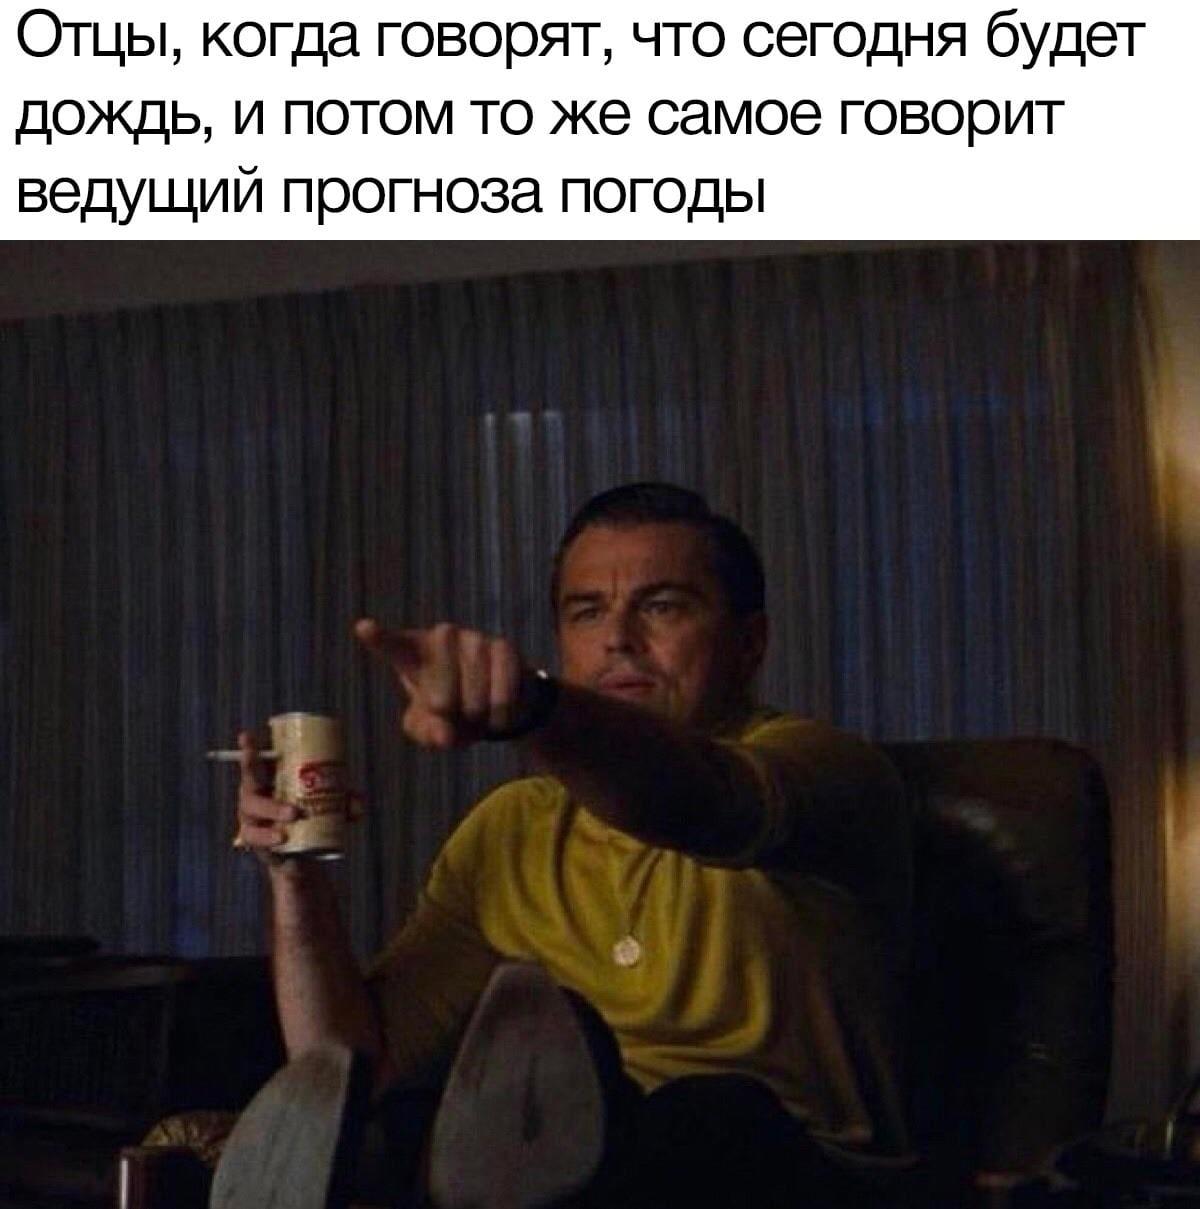 Отцы, когда говорят, что сегодня будет
дождь, и потом то же самое говорит
ведущий прогноза погоды